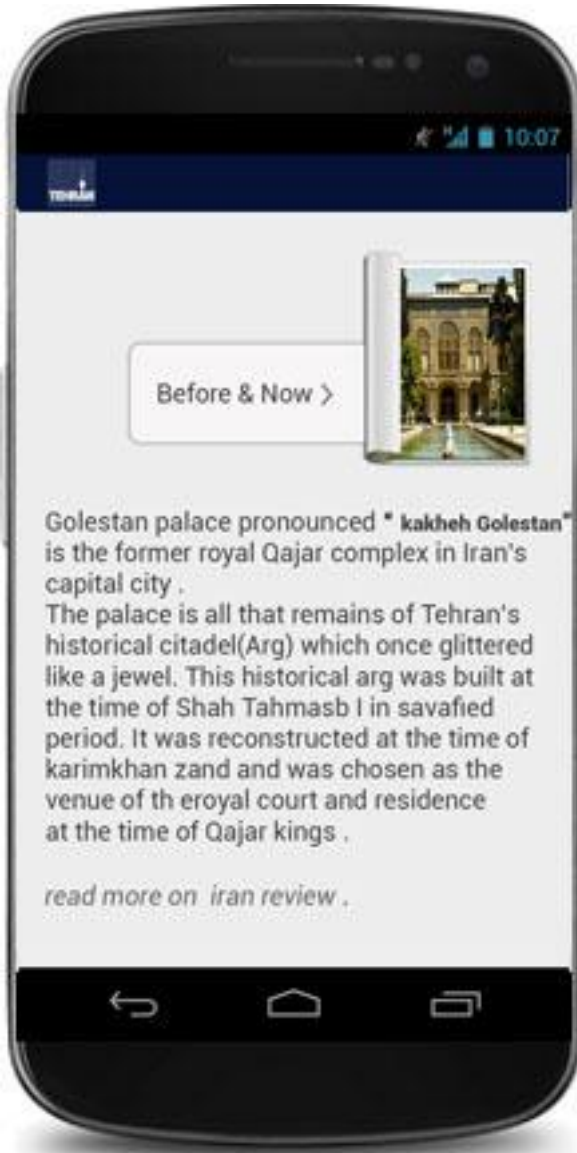 10:07
TEHRAN
Before & Now >
Golestan palace pronounced " kakheh Golestan"
is the former royal Qajar complex in Iran's
capital city .
The palace is all that remains of Tehran's
historical citadel(Arg) which once glittered
like a jewel. This historical arg was built at
the time of Shah Tahmasb I in savafied
period. It was reconstructed at the time of
karimkhan zand and was chosen as the
venue of th eroyal court and residence
at the time of Qajar kings .
read more on  iran review .